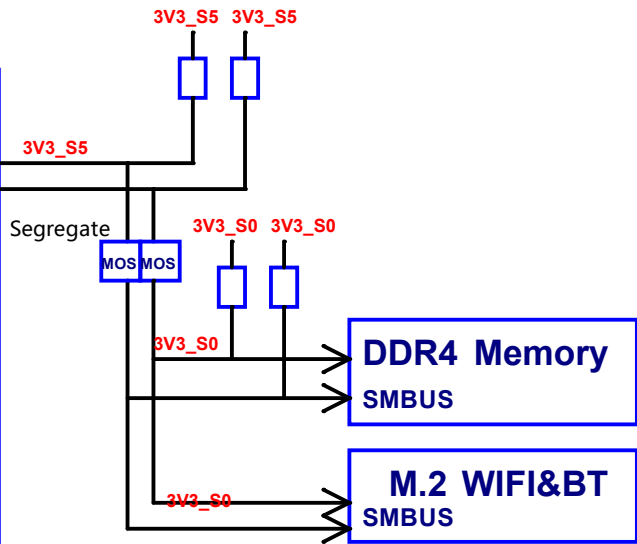 3V3_S5 3V3_S5
3V3_S5
Segregate
3V3_S0 3V3_S0
MOS MOS
3V3_S0
DDR4 Memory
SMBUS
M.2 WIFI&BT
3V3_S0
SMBUS